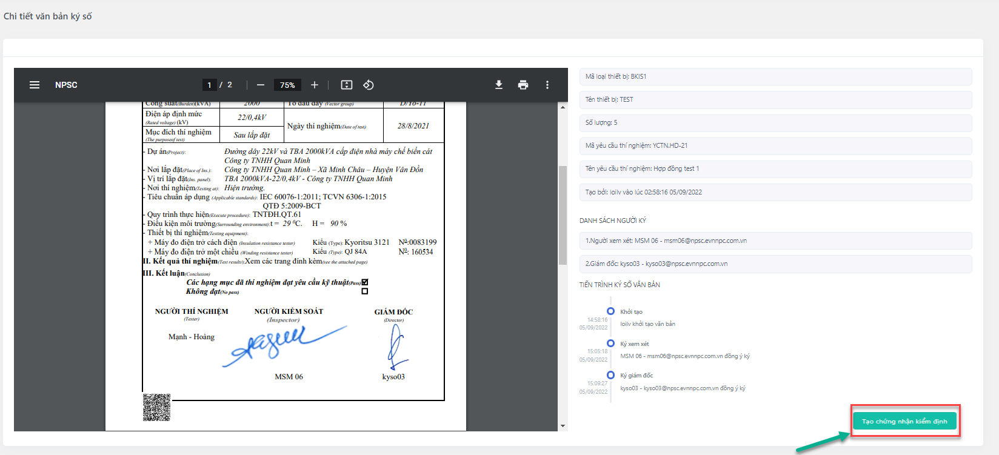 Chi tiết văn bản ký số
NPSC
1 / 2
75%
Công suất(Burden)(kVA) 2000 Tổ đấu dây (Vector group) D/Yo-11
Điện áp định mức
(Rated voltage) (kV) 22/0,4kV
Ngày thí nghiệm(Date of test) 28/8/2021
Mục đích thí nghiệm
(The purposeof test) Sau lắp đặt
- Dự án(Project): Đường dây 22kV và TBA 2000kVA cấp điện nhà máy chế biến cát
Công ty TNHH Quan Minh
- Nơi lắp đặt(Place of Ins.): Công ty TNHH Quan Minh – Xã Minh Châu – Huyện Vân Đồn
- Vị trí lắp đặt(Ins. panel): TBA 2000kVA-22/0,4kV - Công ty TNHH Quan Minh
- Nơi thí nghiệm(Testing at): Hiện trường.
- Tiêu chuẩn áp dụng (Applicable standards): IEC 60076-1:2011; TCVN 6306-1:2015
QTĐ 5:2009-BCT
- Quy trình thực hiện(Execute procedure): TNTĐH.QT.61
- Điều kiện môi trường(Surrounding environment):t = 29 ⁰C. H = 90 %
- Thiết bị thí nghiệm(Testing equipment):
+ Máy đo điện trở cách điện (Insulation resistance tester) Kiểu (Type): Kyoritsu 3121 Nº:0083199
+ Máy đo điện trở một chiều (Winding resistance tester) Kiểu (Type): QJ 84A Nº: 160534
II. Kết quả thí nghiệm(Test results):Xem các trang đính kèm(see the attached page)
III. Kết luận(Conclusion)
Các hạng mục đã thí nghiệm đạt yêu cầu kỹ thuật(Pass)
Không đạt(No pass)
NGƯỜI THÍ NGHIỆM NGƯỜI KIỂM SOÁT GIÁM ĐỐC
(Tester) (Inspector) (Director)
Mạnh - Hoàng
MSM 06 kyso03
Mã loại thiết bị: BKIS1
Tên thiết bị: TEST
Số lượng: 5
Mã yêu cầu thí nghiệm: YCTN.HD-21
Tên yêu cầu thí nghiệm: Hợp đồng test 1
Tạo bởi: loilv vào lúc 02:58:16 05/09/2022
DANH SÁCH NGƯỜI KÝ
1.Người xem xét: MSM 06 - msm06@npsc.evnnpc.com.vn
2.Giám đốc: kyso03 - kyso03@npsc.evnnpc.com.vn
TIẾN TRÌNH KÝ SỐ VĂN BẢN
Khởi tạo
14:58:16
05/09/2022
loilv khởi tạo văn bản
Ký xem xét
15:05:18
05/09/2022
MSM 06 - msm06@npsc.evnnpc.com.vn đồng ý ký
Ký giám đốc
15:09:27
05/09/2022
kyso03 - kyso03@npsc.evnnpc.com.vn đồng ý ký
Tạo chứng nhận kiểm định